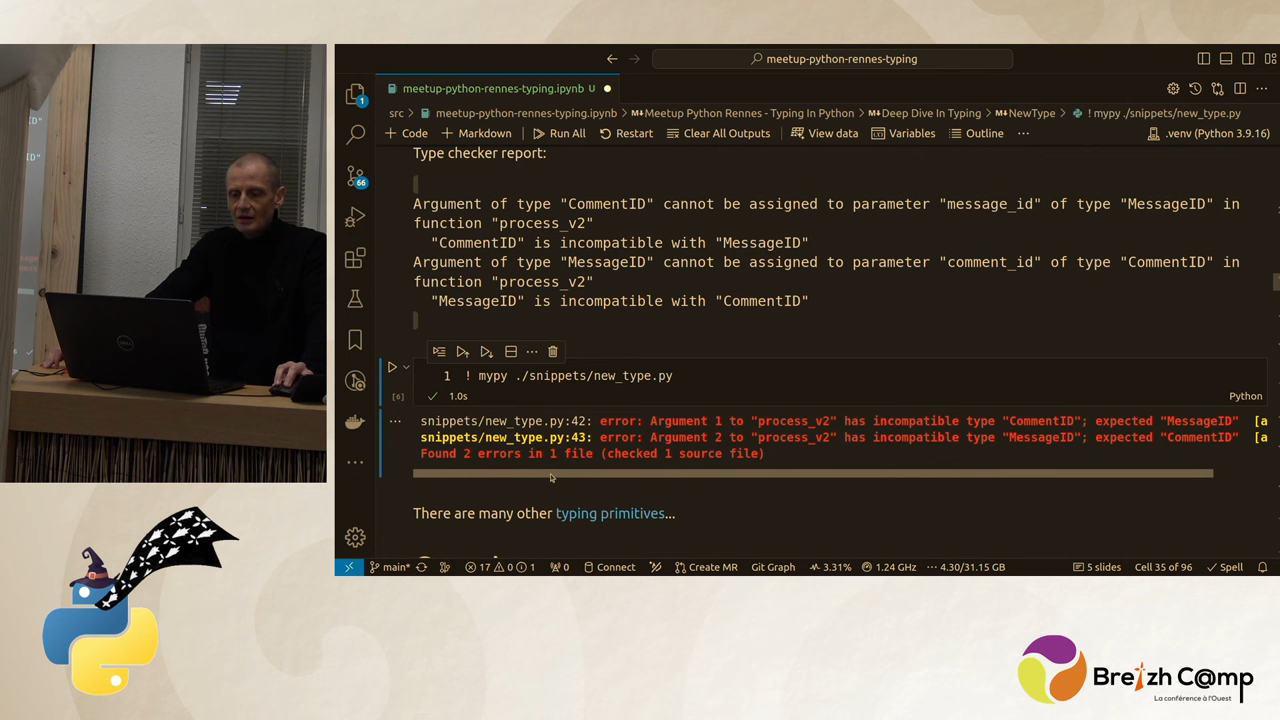 meetup-python-rennes-typing
meetup-python-rennes-typing.ipynb U
src > meetup-python-rennes-typing.ipynb > Meetup Python Rennes - Typing In Python > Deep Dive In Typing > NewType > ! mypy ./snippets/new_type.py
+ Code + Markdown Run All Restart Clear All Outputs View data Variables Outline ... .venv (Python 3.9.16)
Type checker report:
Argument of type "CommentID" cannot be assigned to parameter "message_id" of type "MessageID" in
function "process_v2"
"CommentID" is incompatible with "MessageID"
Argument of type "MessageID" cannot be assigned to parameter "comment_id" of type "CommentID" in
function "process_v2"
"MessageID" is incompatible with "CommentID"
1 ! mypy ./snippets/new_type.py
[6] 1.0s Python
snippets/new_type.py:42: error: Argument 1 to "process_v2" has incompatible type "CommentID"; expected "MessageID" [a
snippets/new_type.py:43: error: Argument 2 to "process_v2" has incompatible type "MessageID"; expected "CommentID" [a
Found 2 errors in 1 file (checked 1 source file)
There are many other typing primitives...
main* 17 0 1 0 Connect Create MR Git Graph 3.31% 1.24 GHz 4.30/31.15 GB 5 slides Cell 35 of 96 Spell
1
66
DELL
Breizh C@mp
La conférence à l'Ouest